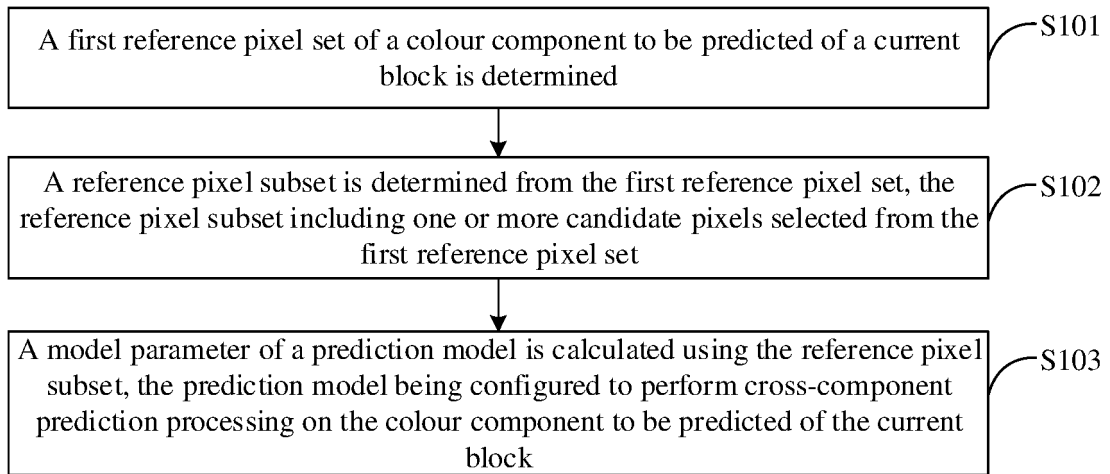 A first reference pixel set of a colour component to be predicted of a current
block is determined
S101
A reference pixel subset is determined from the first reference pixel set, the
reference pixel subset including one or more candidate pixels selected from the
first reference pixel set
S102
A model parameter of a prediction model is calculated using the reference pixel
subset, the prediction model being configured to perform cross-component
prediction processing on the colour component to be predicted of the current
block
S103